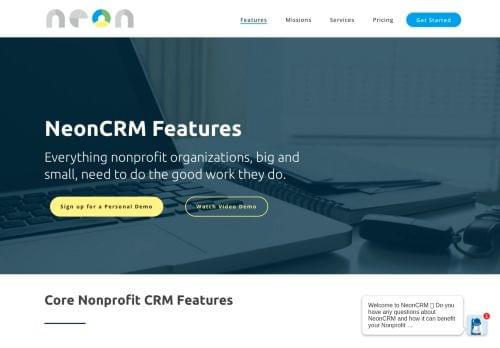 neon
Features
Missions
Services
Pricing
Get Started
NeonCRM Features
Everything nonprofit organizations, big and
small, need to do the good work they do.
Sign up for a Personal Demo
Watch Video Demo
Core Nonprofit CRM Features
Welcome to NeonCRM ▯ Do you
have any questions about
NeonCRM and how it can benefit
your Nonprofit ...
1